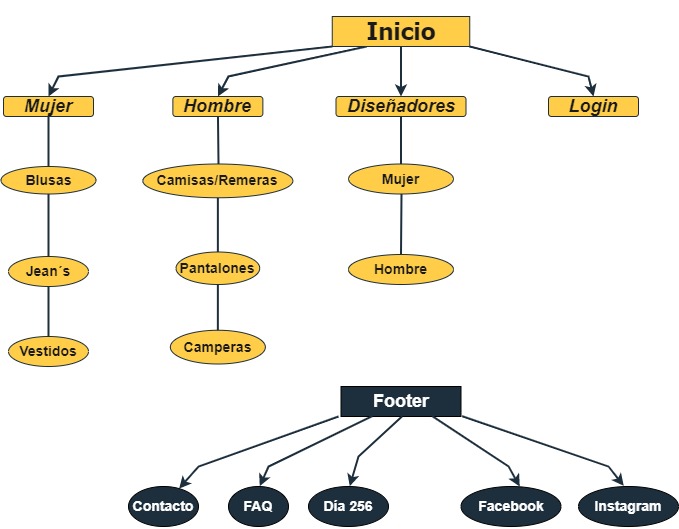 Inicio
Mujer
Hombre
Diseñadores
Login
Blusas
Camisas/Remeras
Mujer
Jean´s
Pantalones
Hombre
Vestidos
Camperas
Footer
Contacto
FAQ
Día 256
Facebook
Instagram